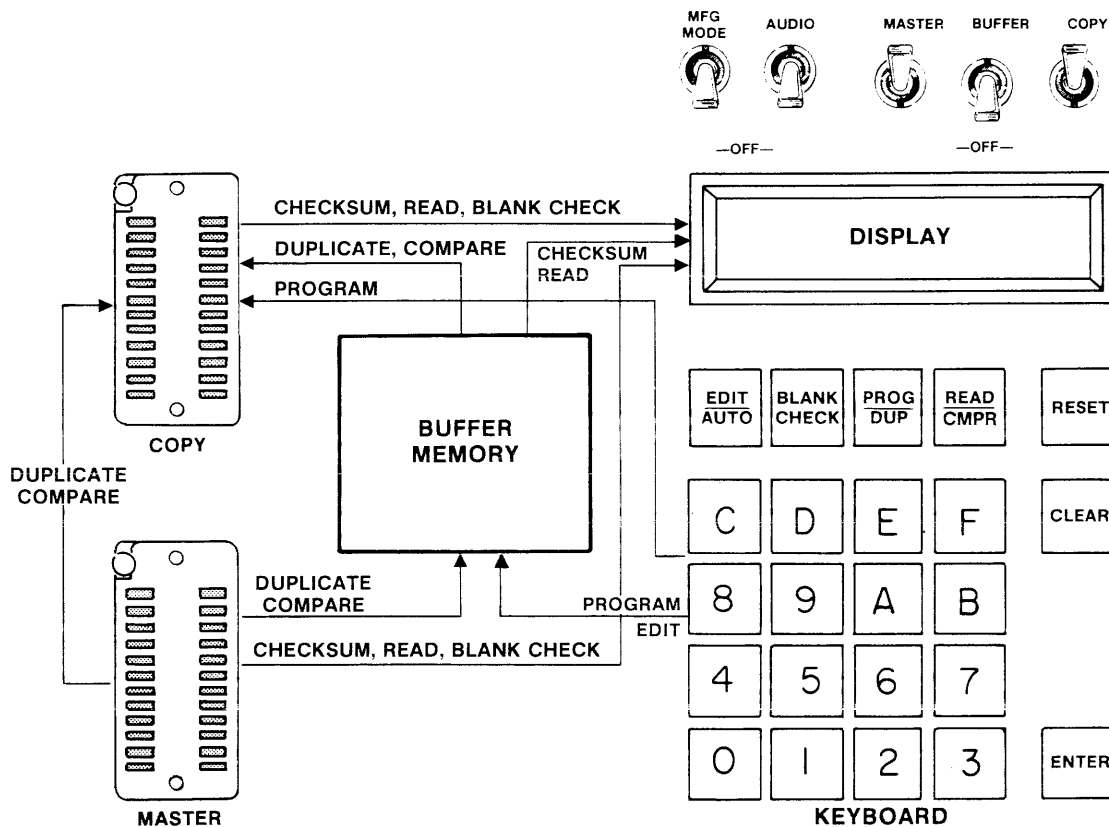 MFG
MODE
AUDIO
MASTER
BUFFER
COPY
—OFF—
—OFF—
CHECKSUM, READ, BLANK CHECK
DUPLICATE, COMPARE
PROGRAM
CHECKSUM
READ
DISPLAY
COPY
BUFFER
MEMORY
EDIT
AUTO
BLANK
CHECK
PROG
DUP
READ
CMPR
RESET
DUPLICATE
COMPARE
C
D
E
F
CLEAR
DUPLICATE
COMPARE
PROGRAM
EDIT
8
9
A
B
CHECKSUM, READ, BLANK CHECK
4
5
6
7
0
1
2
3
ENTER
MASTER
KEYBOARD